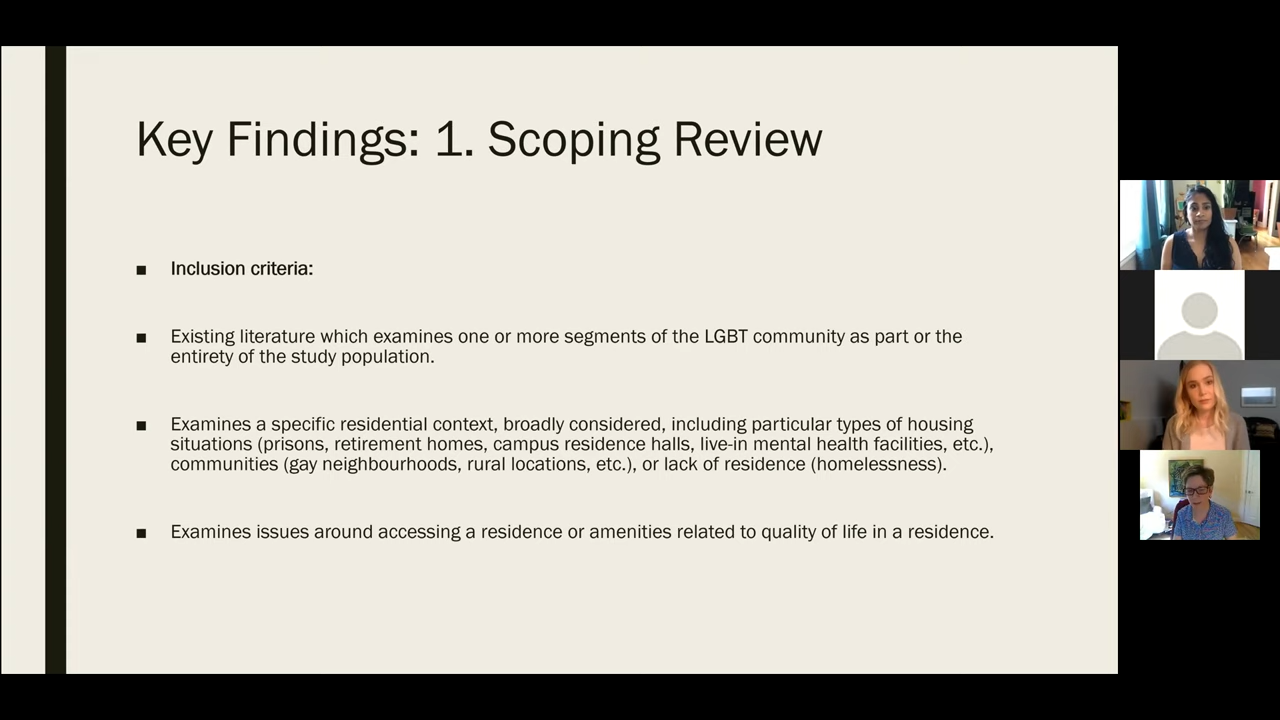 Key Findings: 1. Scoping Review
■ Inclusion criteria:
■ Existing literature which examines one or more segments of the LGBT community as part or the
entirety of the study population.
■ Examines a specific residential context, broadly considered, including particular types of housing
situations (prisons, retirement homes, campus residence halls, live-in mental health facilities, etc.),
communities (gay neighbourhoods, rural locations, etc.), or lack of residence (homelessness).
■ Examines issues around accessing a residence or amenities related to quality of life in a residence.